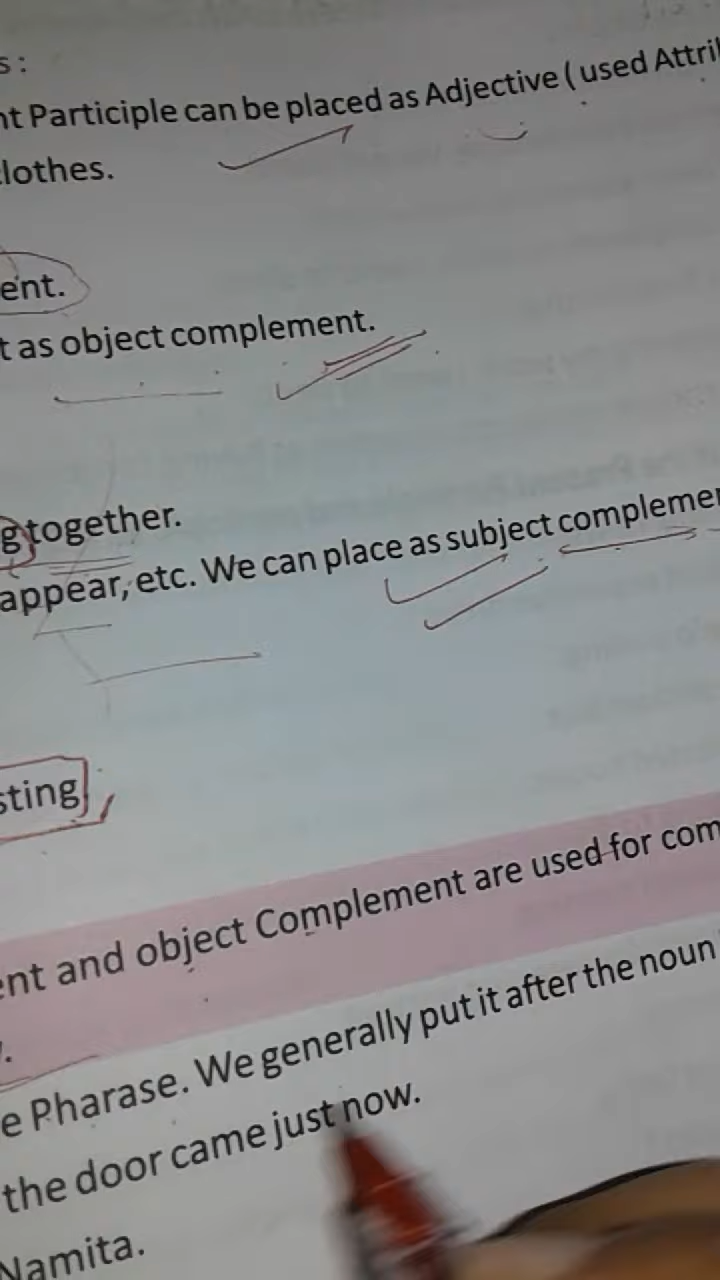 s :
nt Participle can be placed as Adjective ( used Attri
clothes.
ent.
t as object complement.
g together.
appear, etc. We can place as subject complemen
sting
ent and object Complement are used for com
.
e Pharase. We generally put it after the noun
the door came just now.
Namita.